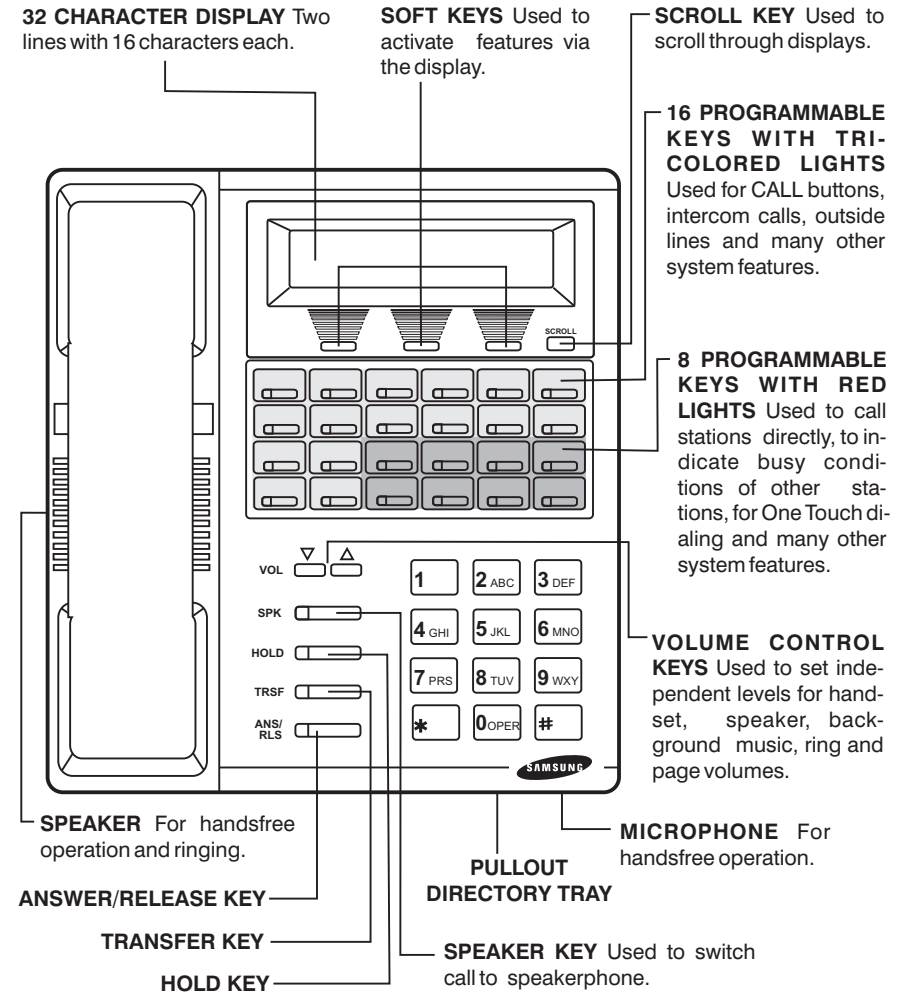 32 CHARACTER DISPLAY Two
lines with 16 characters each.
SOFT KEYS Used to
activate features via
the display.
SCROLL KEY Used to
scroll through displays.
16 PROGRAMMABLE
KEYS WITH TRI-
COLORED LIGHTS
Used for CALL buttons,
intercom calls, outside
lines and many other
system features.
SCROLL
8 PROGRAMMABLE
KEYS WITH RED
LIGHTS Used to call
stations directly, to in-
dicate busy condi-
tions of other sta-
tions, for One Touch di-
aling and many other
system features.
VOL
SPK
HOLD
TRSF
ANS/
RLS
1 2 ABC 3 DEF
4 GHI 5 JKL 6 MNO
7 PRS 8 TUV 9 WXY
* 0 OPER #
SAMSUNG
VOLUME CONTROL
KEYS Used to set inde-
pendent levels for hand-
set, speaker, back-
ground music, ring and
page volumes.
SPEAKER For handsfree
operation and ringing.
MICROPHONE For
handsfree operation.
PULLOUT
DIRECTORY TRAY
ANSWER/RELEASE KEY
TRANSFER KEY
HOLD KEY
SPEAKER KEY Used to switch
call to speakerphone.